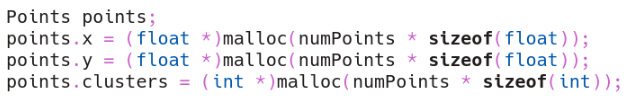 Points points;
points.x = (float *)malloc(numPoints * sizeof(float));
points.y = (float *)malloc(numPoints * sizeof(float));
points.clusters = (int *)malloc(numPoints * sizeof(int));